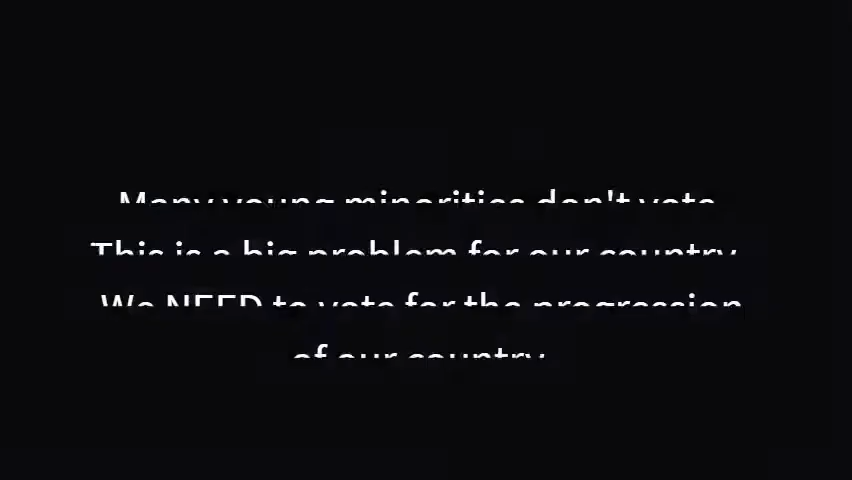 Many young minorities don't vote
This is a big problem for our country
We NEED to vote for the progression
of our country